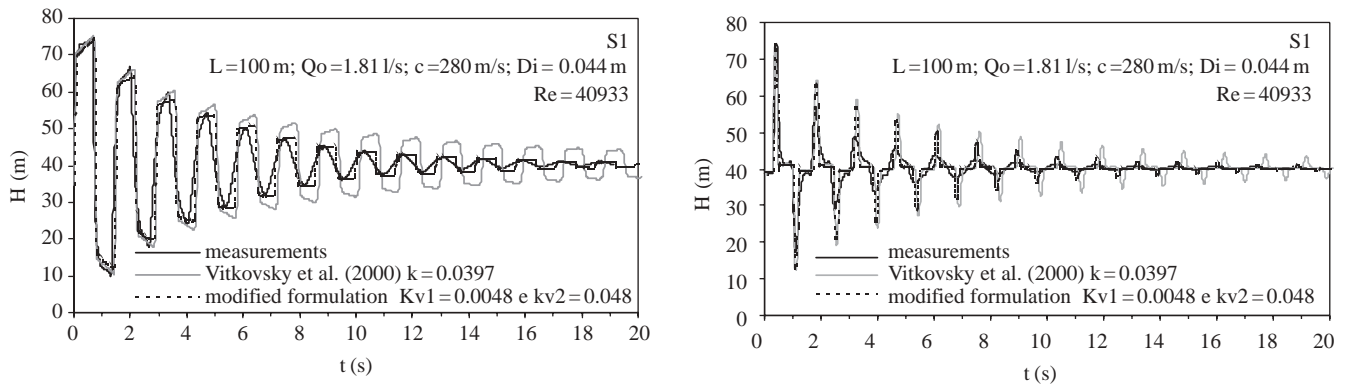 80
70
60
50
40
30
20
10
0
H (m)
S1
L =100 m; Qo =1.81 l/s; c =280 m/s; Di = 0.044 m
Re = 40933
measurements
Vitkovsky et al. (2000) k = 0.0397
modified formulation Kv1 = 0.0048 e kv2 = 0.048
0 2 4 6 8 10 12 14 16 18 20
t (s)
80
70
60
50
40
30
20
10
0
H (m)
S1
L =100 m; Qo =1.81 l/s; c =280 m/s; Di = 0.044 m
Re = 40933
measurements
Vitkovsky et al. (2000) k = 0.0397
modified formulation Kv1 = 0.0048 e kv2 = 0.048
0 2 4 6 8 10 12 14 16 18 20
t (s)